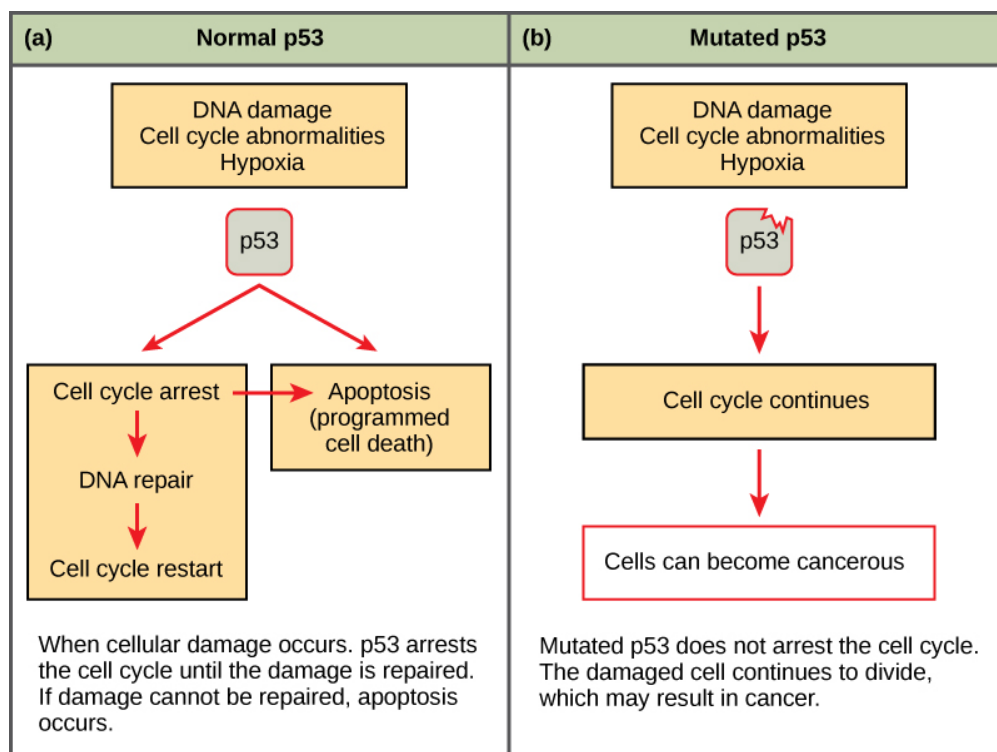 (a) Normal p53
DNA damage
Cell cycle abnormalities
Hypoxia
p53
Cell cycle arrest
DNA repair
Cell cycle restart
Apoptosis
(programmed
cell death)
When cellular damage occurs. p53 arrests
the cell cycle until the damage is repaired.
If damage cannot be repaired, apoptosis
occurs.
(b) Mutated p53
DNA damage
Cell cycle abnormalities
Hypoxia
p53
Cell cycle continues
Cells can become cancerous
Mutated p53 does not arrest the cell cycle.
The damaged cell continues to divide,
which may result in cancer.